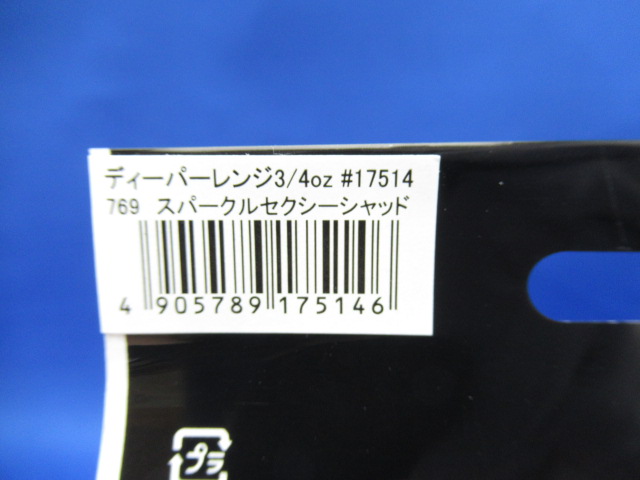 ディーパーレンジ3/4oz #17514
769 スパークルセクシーシャッド
4 905789 175146
プラ